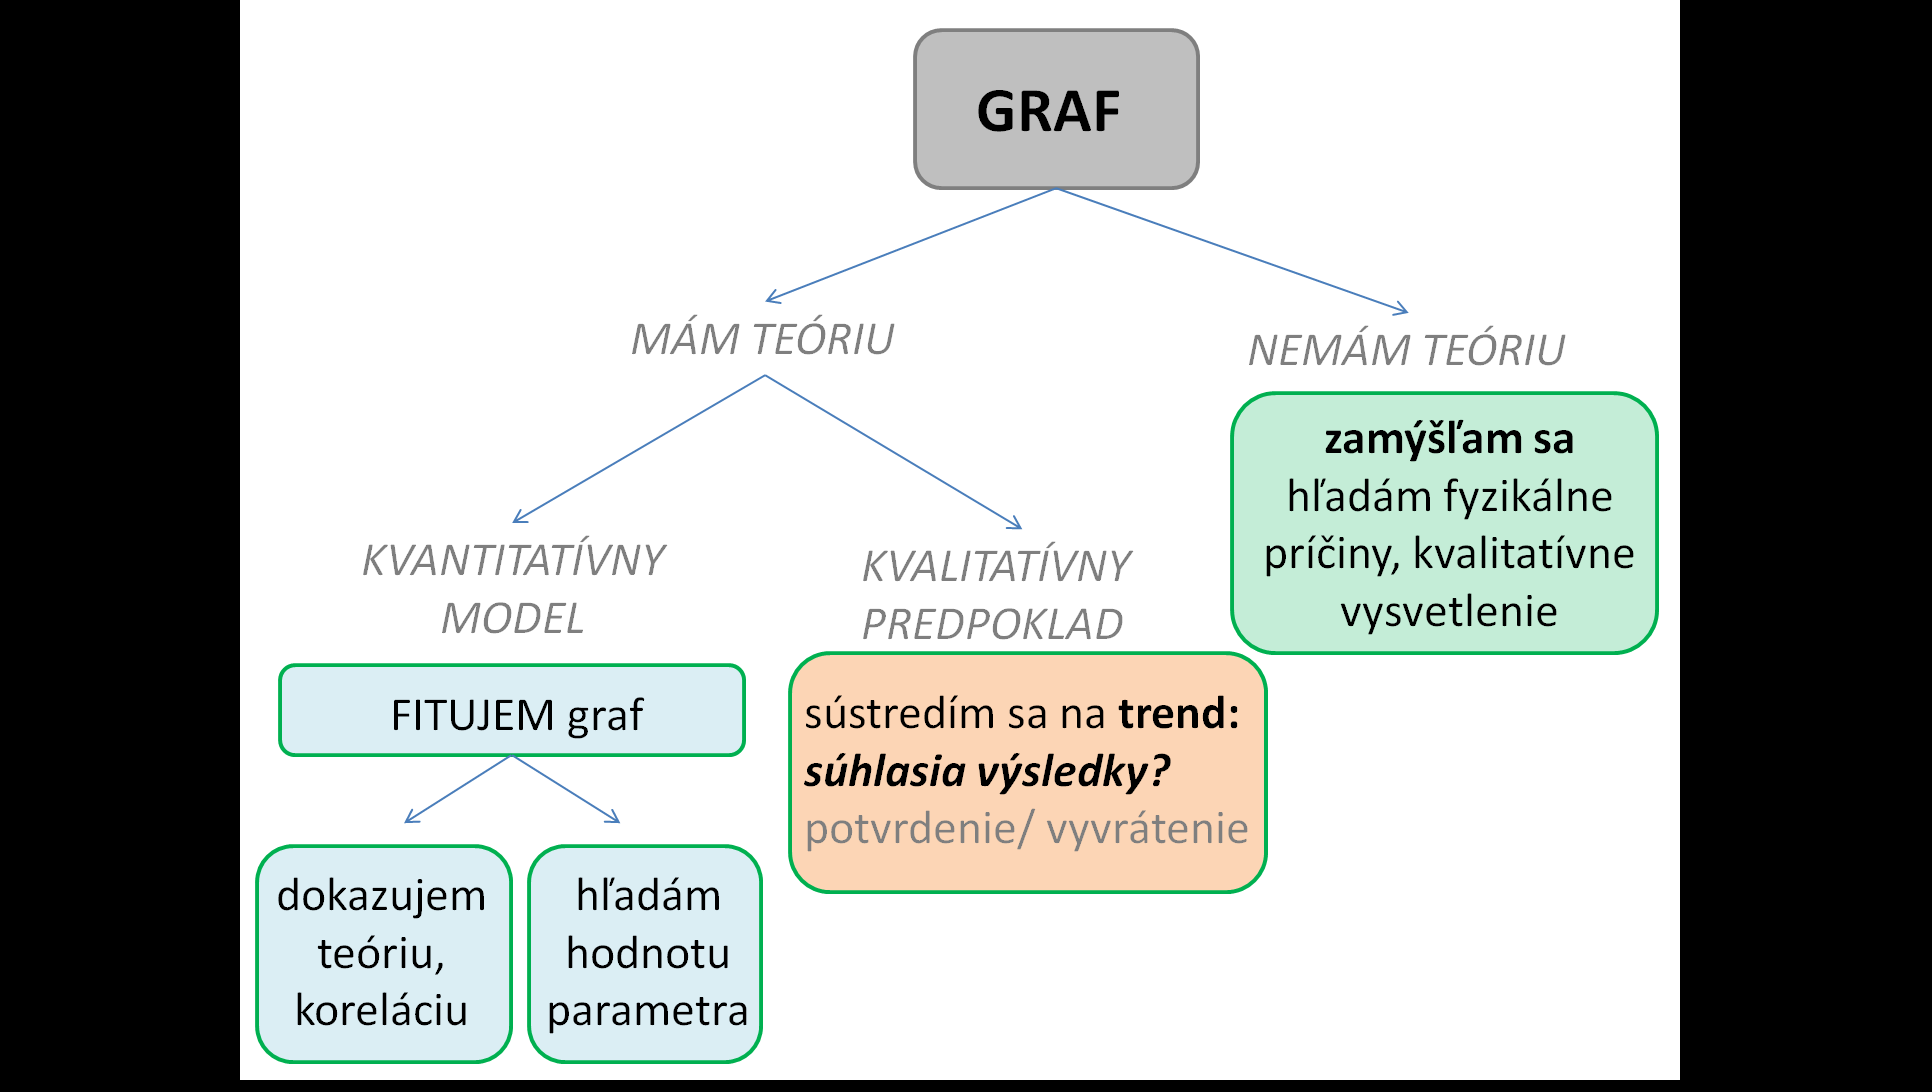 GRAF
MÁM TEÓRIU
NEMÁM TEÓRIU
zamýšľam sa
hľadám fyzikálne
príčiny, kvalitatívne
vysvetlenie
KVANTITATÍVNY
MODEL
KVALITATÍVNY
PREDPOKLAD
FITUJEM graf
sústredím sa na trend:
súhlasia výsledky?
potvrdenie/ vyvrátenie
dokazujem
teóriu,
koreláciu
hľadám
hodnotu
parametra